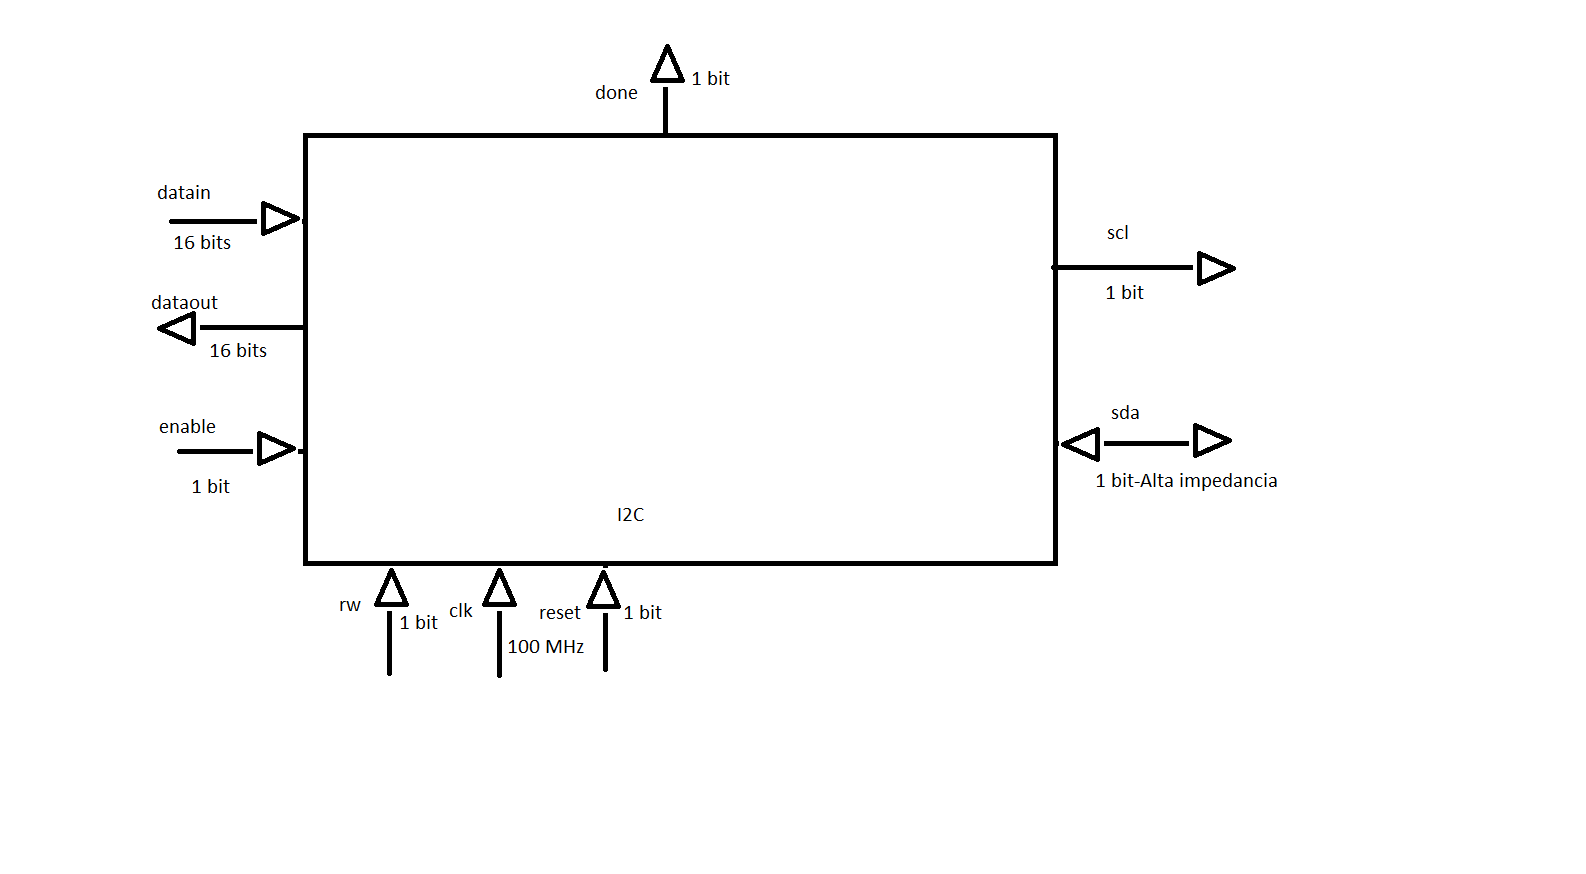 done
1 bit
datain
16 bits
scl
1 bit
dataout
16 bits
enable
1 bit
sda
1 bit-Alta impedancia
I2C
rw
1 bit
clk
100 MHz
reset
1 bit